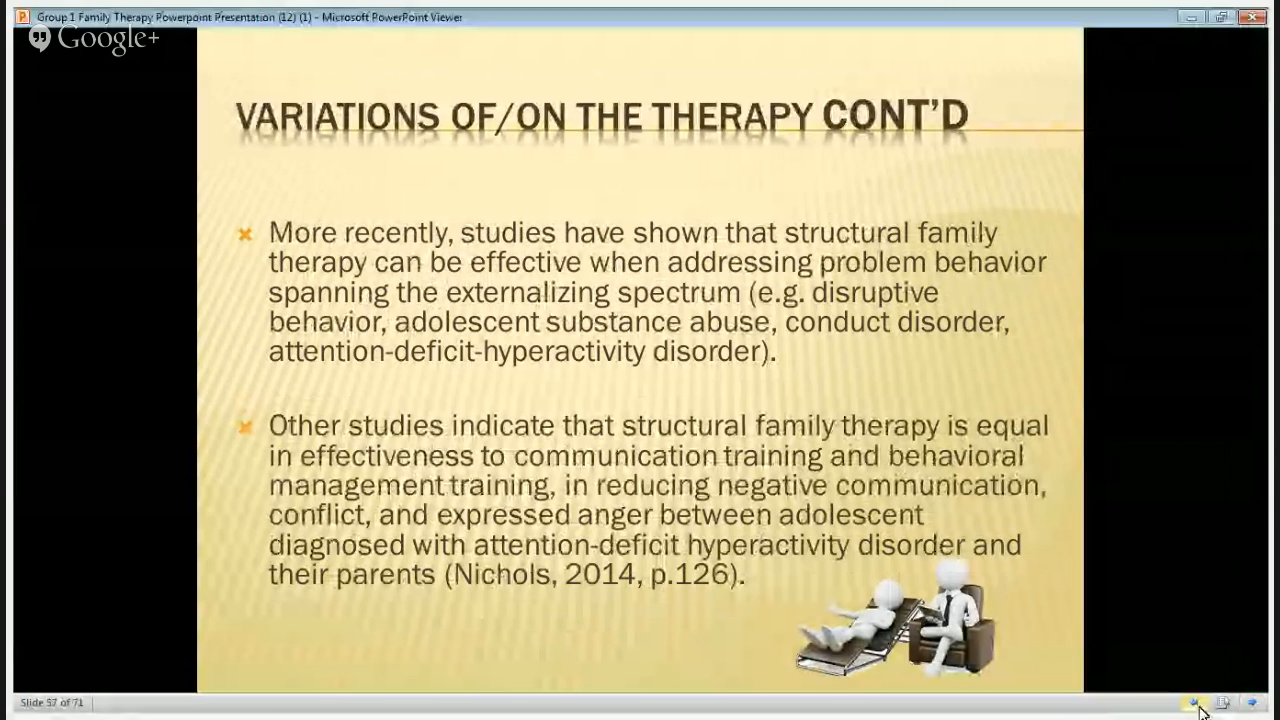 Group 1 Family Therapy Powerpoint Presentation (12) (1) - Microsoft PowerPoint Viewer
Google+
VARIATIONS OF/ON THE THERAPY CONT'D
More recently, studies have shown that structural family
therapy can be effective when addressing problem behavior
spanning the externalizing spectrum (e.g. disruptive
behavior, adolescent substance abuse, conduct disorder,
attention-deficit-hyperactivity disorder).
Other studies indicate that structural family therapy is equal
in effectiveness to communication training and behavioral
management training, in reducing negative communication,
conflict, and expressed anger between adolescent
diagnosed with attention-deficit hyperactivity disorder and
their parents (Nichols, 2014, p.126).
Slide 57 of 71